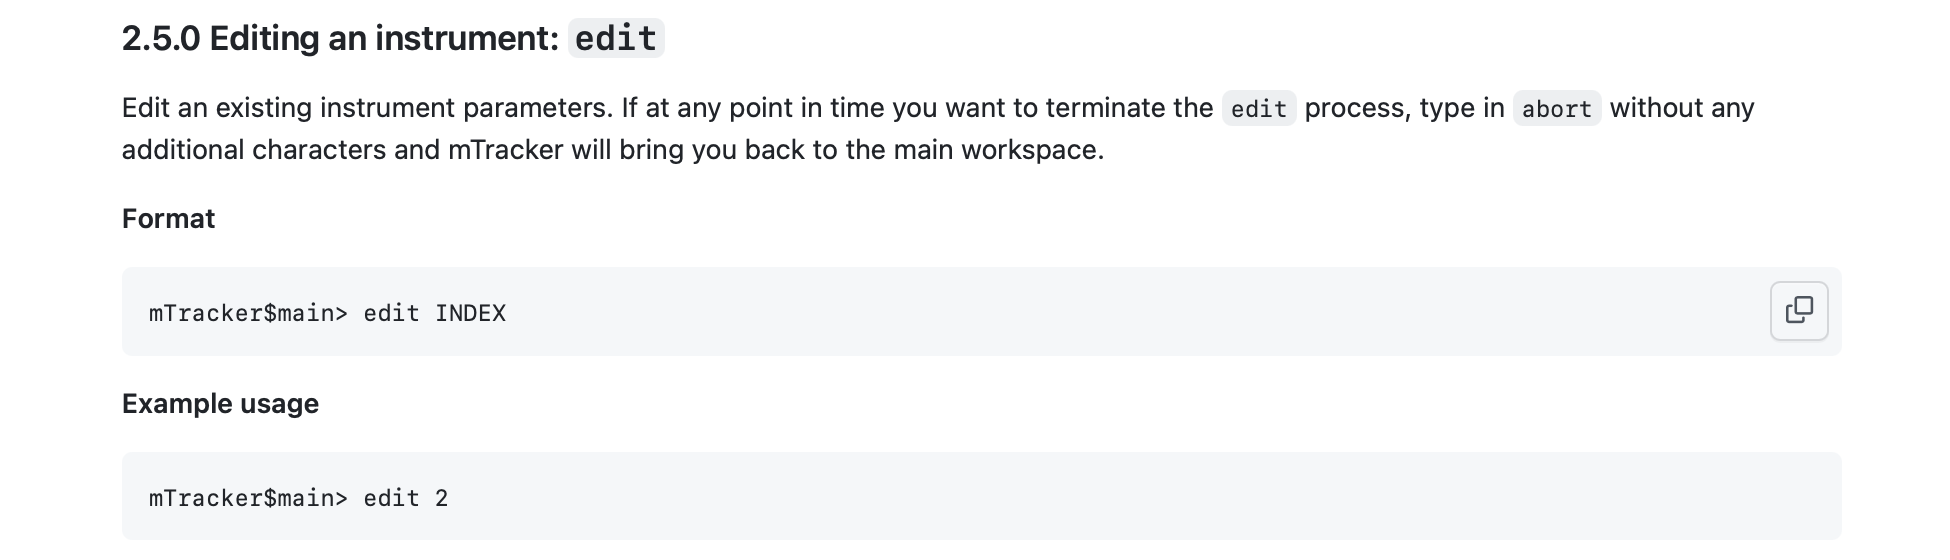 2.5.0 Editing an instrument: edit
Edit an existing instrument parameters. If at any point in time you want to terminate the edit process, type in abort without any
additional characters and mTracker will bring you back to the main workspace.
Format
mTracker$main> edit INDEX
Example usage
mTracker$main> edit 2